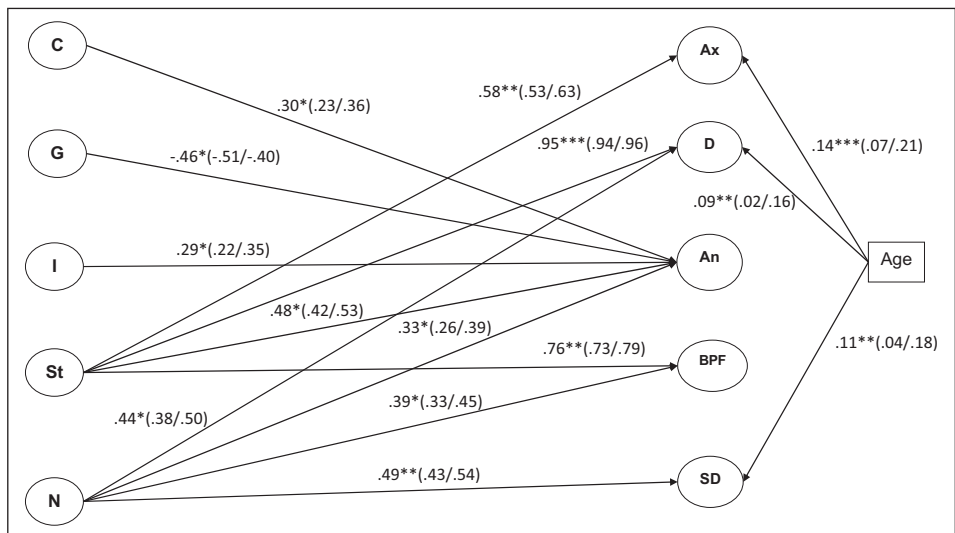 C
Ax
.30*(.23/.36)
.58**(.53/.63)
G
-.46*(-.51/-.40)
.95***(.94/.96)
D
.14***(.07/.21)
.09**(.02/.16)
I
.29*(.22/.35)
An
Age
St
.48*(.42/.53)
.33*(.26/.39)
.76**(.73/.79)
BPF
.11**(.04/.18)
.44*(.38/.50)
.39*(.33/.45)
N
.49**(.43/.54)
SD